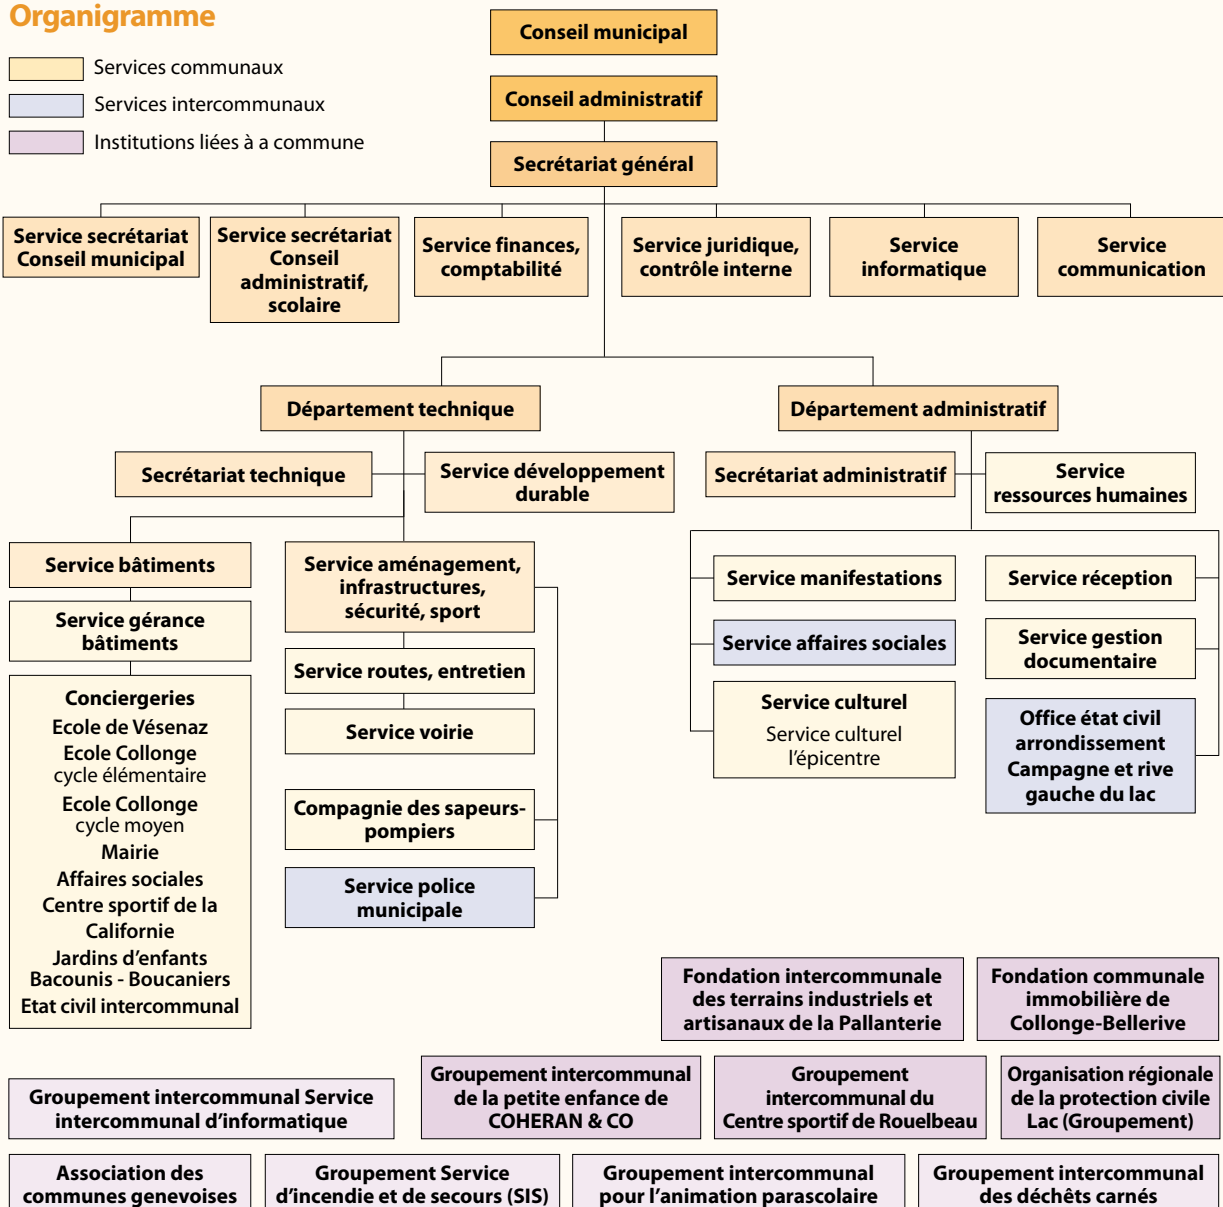 Organigramme
Services communaux
Services intercommunaux
Institutions liées à a commune
Conseil municipal
Conseil administratif
Secrétariat général
Service secrétariat
Conseil municipal
Service secrétariat
Conseil
administratif,
scolaire
Service finances,
comptabilité
Service juridique,
contrôle interne
Service
informatique
Service
communication
Département technique
Département administratif
Secrétariat technique
Service développement
durable
Secrétariat administratif
Service
ressources humaines
Service bâtiments
Service gérance
bâtiments
Conciergeries
Ecole de Vésenaz
Ecole Collonge
cycle élémentaire
Ecole Collonge
cycle moyen
Mairie
Affaires sociales
Centre sportif de la
Californie
Jardins d'enfants
Bacounis - Boucaniers
Etat civil intercommunal
Service aménagement,
infrastructures,
sécurité, sport
Service routes, entretien
Service voirie
Compagnie des sapeurs-
pompiers
Service police
municipale
Service manifestations
Service affaires sociales
Service culturel
Service culturel
l'épicentre
Service réception
Service gestion
documentaire
Office état civil
arrondissement
Campagne et rive
gauche du lac
Fondation intercommunale
des terrains industriels et
artisanaux de la Pallanterie
Fondation communale
immobilière de
Collonge-Bellerive
Groupement intercommunal Service
intercommunal d'informatique
Groupement intercommunal
de la petite enfance de
COHERAN & CO
Groupement
intercommunal du
Centre sportif de Rouelbeau
Organisation régionale
de la protection civile
Lac (Groupement)
Association des
communes genevoises
Groupement Service
d'incendie et de secours (SIS)
Groupement intercommunal
pour l'animation parascolaire
Groupement intercommunal
des déchêts carnés